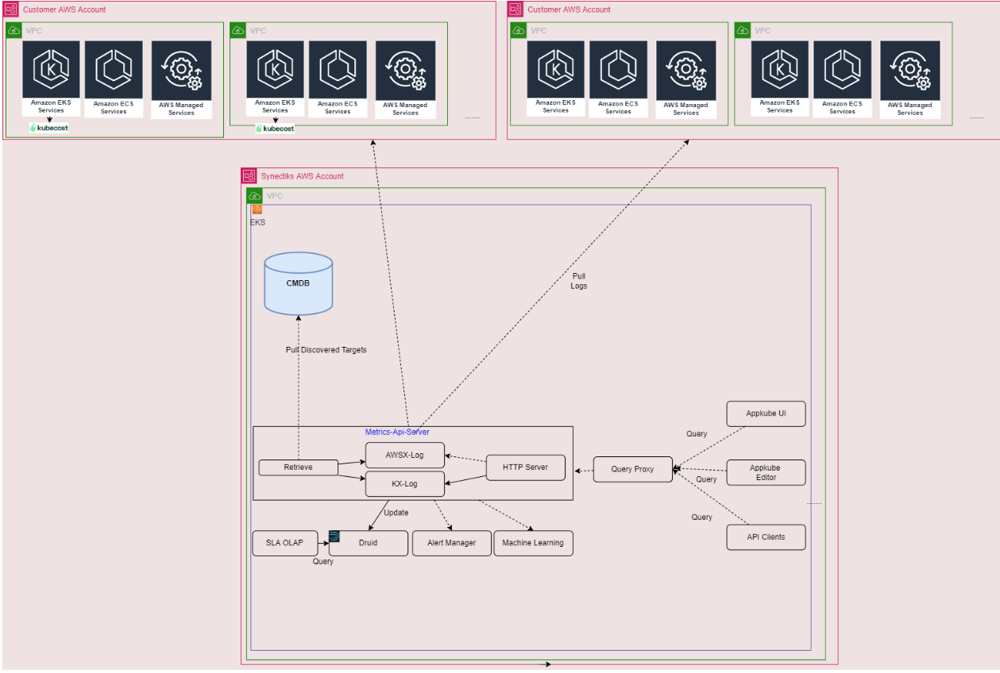 Customer AWS Account
Customer AWS Account
VPC
VPC
VPC
VPC
Amazon EKS
Services
Amazon ECS
Services
AWS Managed
Services
Amazon EKS
Services
Amazon ECS
Services
AWS Managed
Services
Amazon EKS
Services
Amazon ECS
Services
AWS Managed
Services
Amazon EKS
Services
Amazon ECS
Services
AWS Managed
Services
kubecost
kubecost
........
........
Synectiks AWS Account
VPC
EKS
CMDB
Pull
Logs
Pull Discovered Targets
Metrics-Api-Server
Retrieve
AWSX-Log
KX-Log
HTTP Server
Query Proxy
Appkube UI
Query
Appkube
Editor
Query
........
Query
API Clients
Update
SLA OLAP
Query
Druid
Alert Manager
Machine Learning